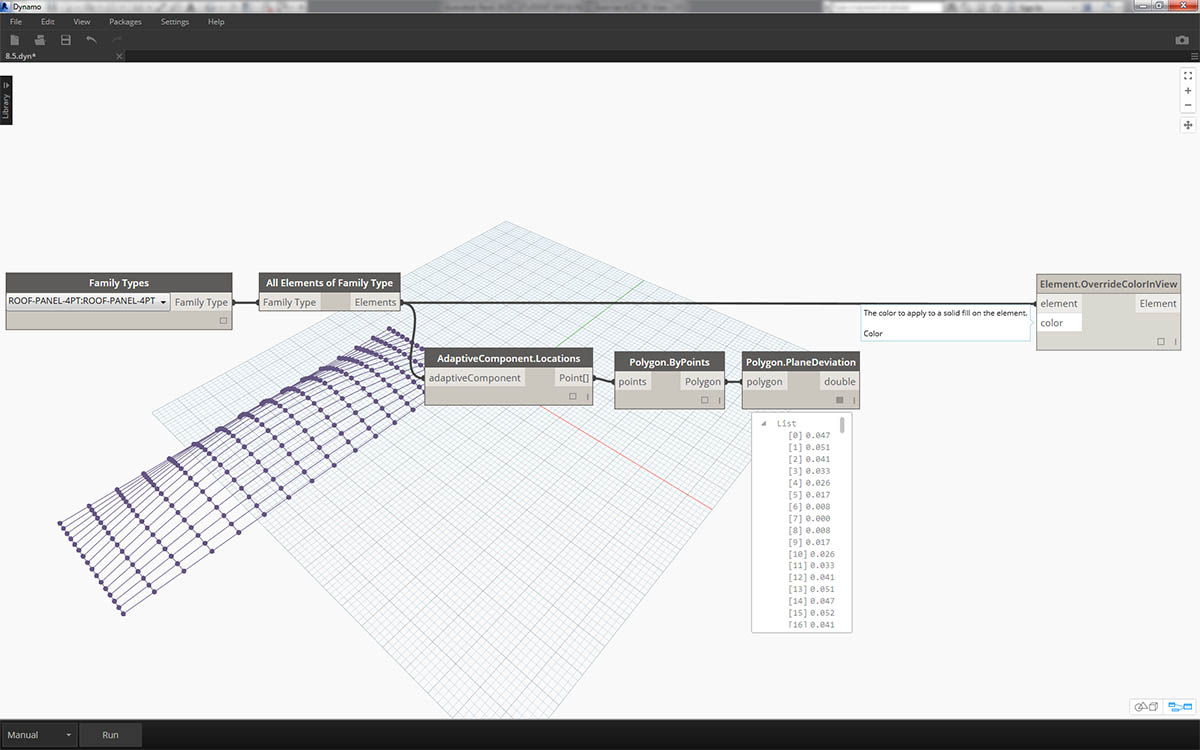 Dynamo
File Edit View Packages Settings Help
8.5.dyn*
Library
Family Types
ROOF-PANEL-4PT:ROOF-PANEL-4PT Family Type
All Elements of Family Type
Family Type Elements
Element.OverrideColorInView
element Element
color
The color to apply to a solid fill on the element.
Color
AdaptiveComponent.Locations
adaptiveComponent Point[]
Polygon.ByPoints
points Polygon
Polygon.PlaneDeviation
polygon double
List
[0] 0.047
[1] 0.051
[2] 0.041
[3] 0.033
[4] 0.026
[5] 0.017
[6] 0.008
[7] 0.000
[8] 0.008
[9] 0.017
[10] 0.026
[11] 0.033
[12] 0.041
[13] 0.051
[14] 0.047
[15] 0.052
[16] 0.041
Manual Run